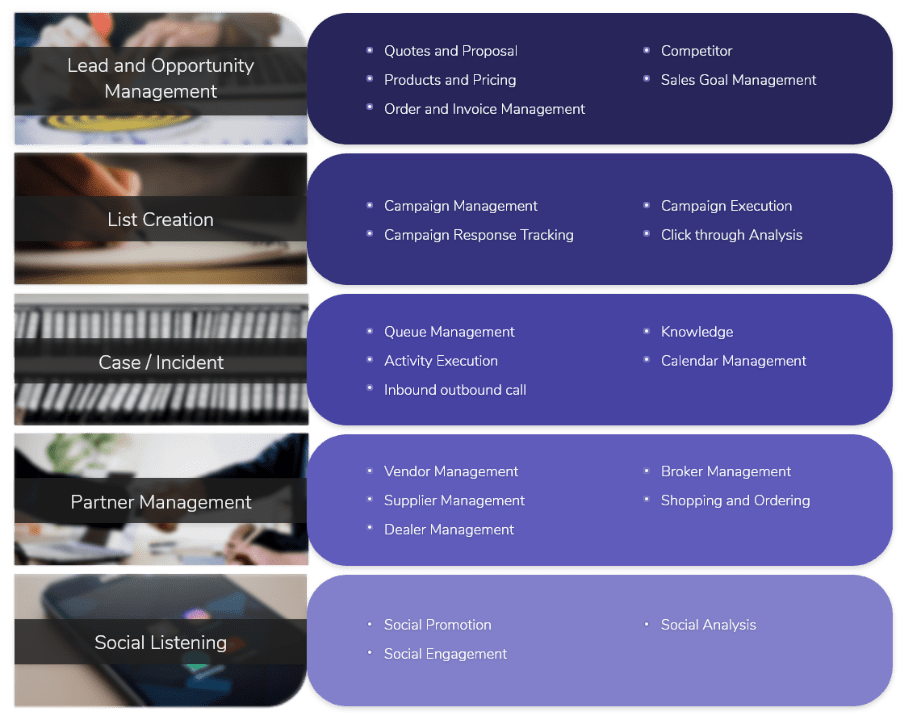 Lead and Opportunity
Management
Quotes and Proposal
Products and Pricing
Order and Invoice Management
Competitor
Sales Goal Management
List Creation
Campaign Management
Campaign Response Tracking
Campaign Execution
Click through Analysis
Case / Incident
Queue Management
Activity Execution
Inbound outbound call
Knowledge
Calendar Management
Partner Management
Vendor Management
Supplier Management
Dealer Management
Broker Management
Shopping and Ordering
Social Listening
Social Promotion
Social Engagement
Social Analysis